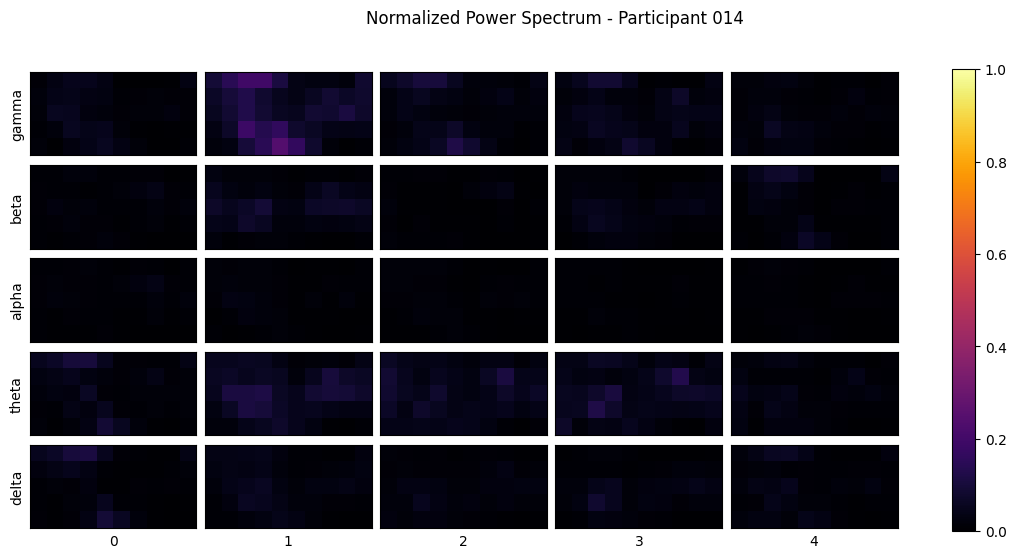 Normalized Power Spectrum - Participant 014
gamma
beta
alpha
theta
delta
0 1 2 3 4
1.0
0.8
0.6
0.4
0.2
0.0